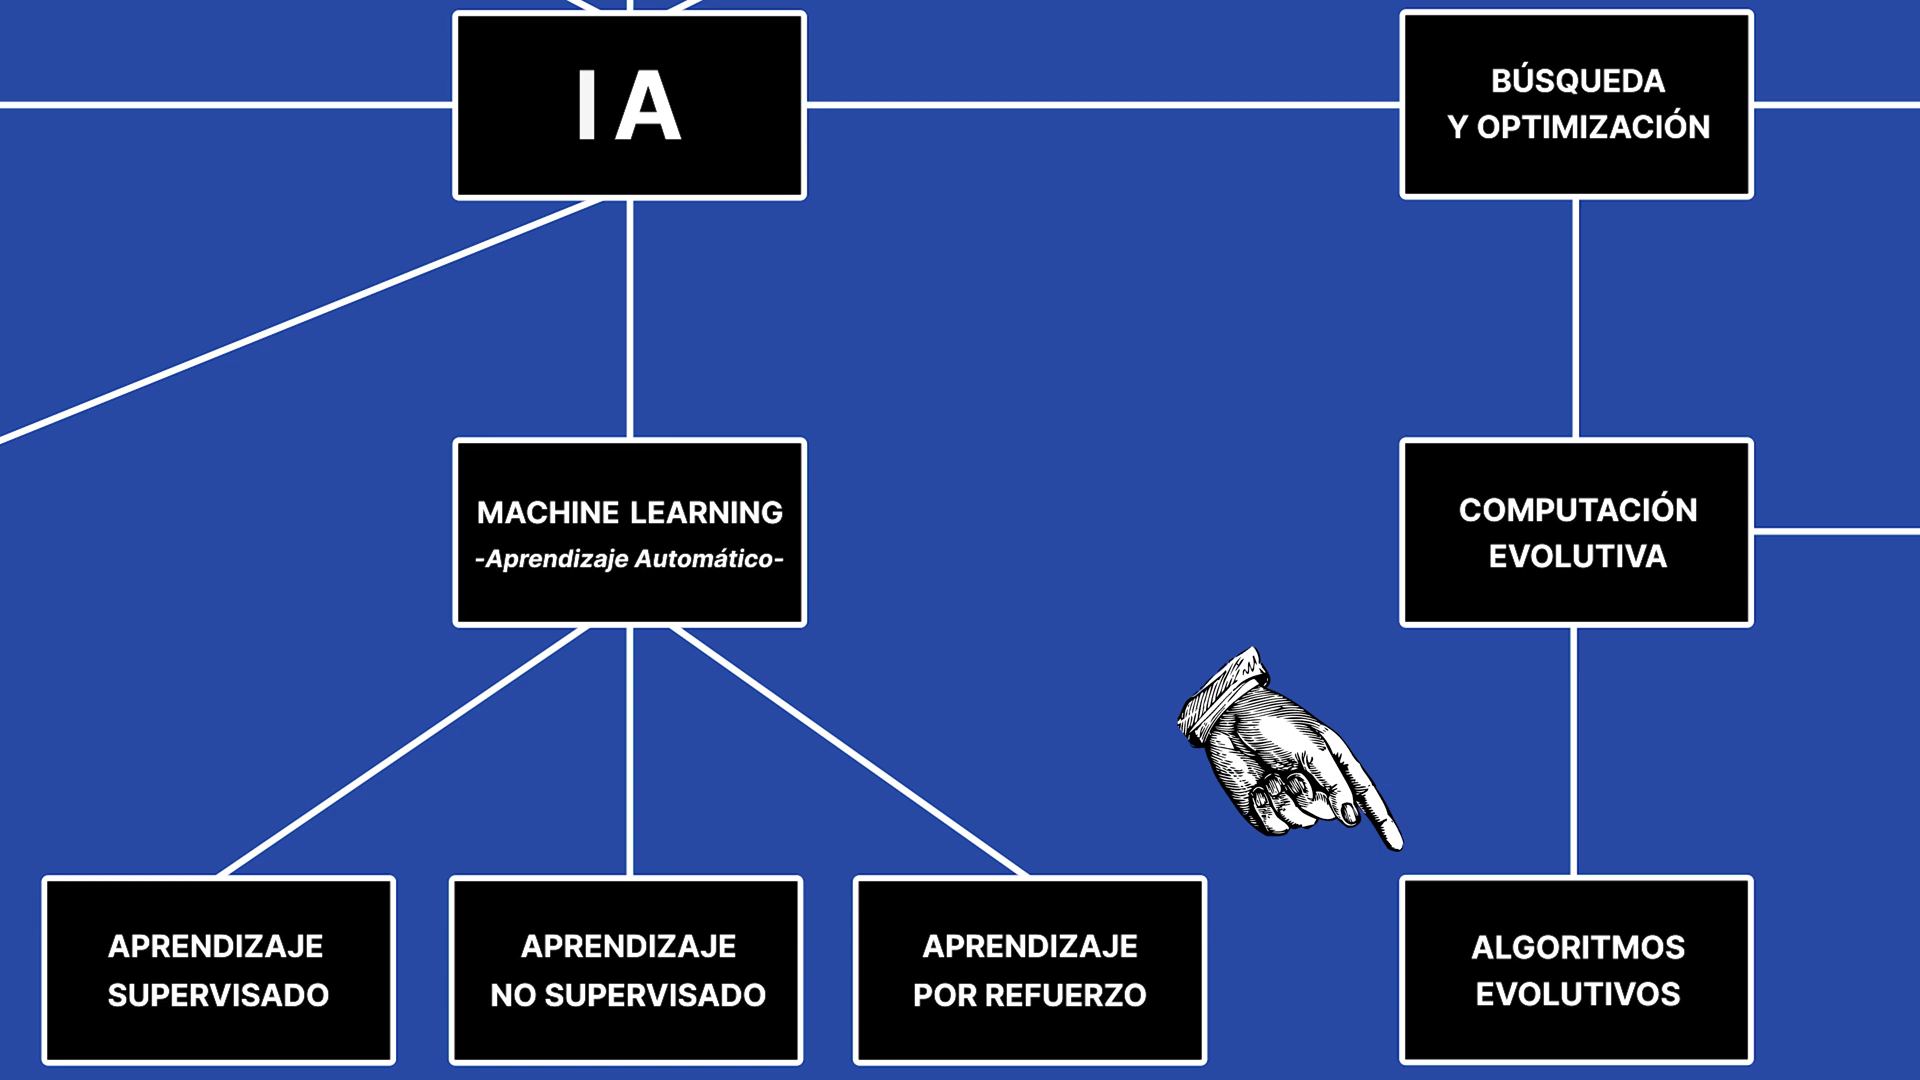 IA
BÚSQUEDA
Y OPTIMIZACIÓN
MACHINE LEARNING
-Aprendizaje Automático-
COMPUTACIÓN
EVOLUTIVA
APRENDIZAJE
SUPERVISADO
APRENDIZAJE
NO SUPERVISADO
APRENDIZAJE
POR REFUERZO
ALGORITMOS
EVOLUTIVOS